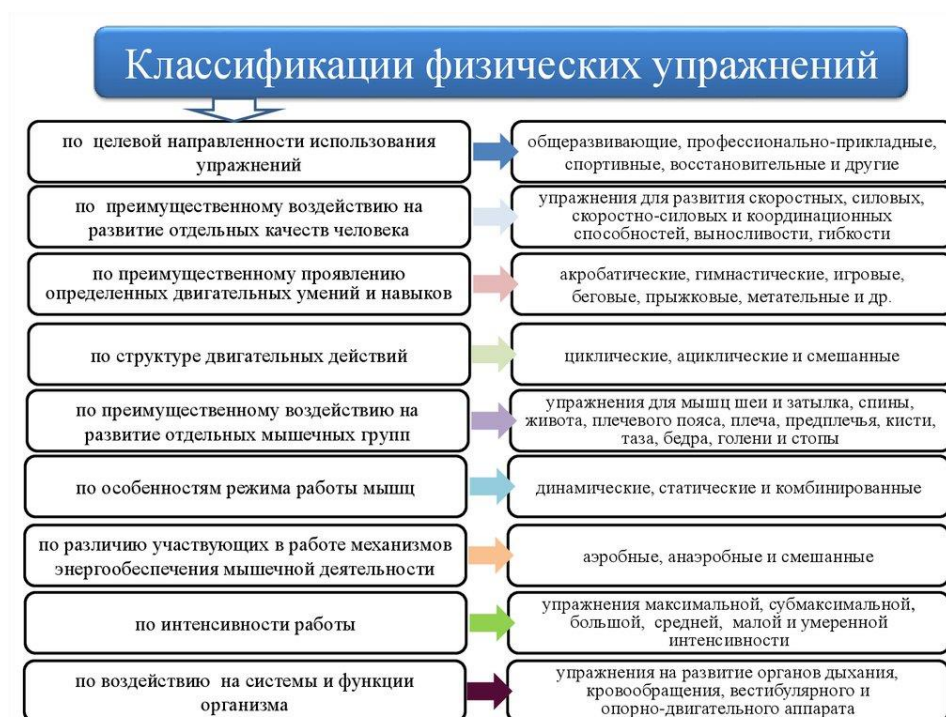 Классификации физических упражнений
по целевой направленности использования
упражнений
общеразвивающие, профессионально-прикладные,
спортивные, восстановительные и другие
по преимущественному воздействию на
развитие отдельных качеств человека
упражнения для развития скоростных, силовых,
скоростно-силовых и координационных
способностей, выносливости, гибкости
по преимущественному проявлению
определенных двигательных умений и навыков
акробатические, гимнастические, игровые,
беговые, прыжковые, метательные и др.
по структуре двигательных действий
циклические, ациклические и смешанные
по преимущественному воздействию на
развитие отдельных мышечных групп
упражнения для мышц шеи и затылка, спины,
живота, плечевого пояса, плеча, предплечья, кисти,
таза, бедра, голени и стопы
по особенностям режима работы мышц
динамические, статические и комбинированные
по различию участвующих в работе механизмов
энергообеспечения мышечной деятельности
аэробные, анаэробные и смешанные
по интенсивности работы
упражнения максимальной, субмаксимальной,
большой, средней, малой и умеренной
интенсивности
по воздействию на системы и функции
организма
упражнения на развитие органов дыхания,
кровообращения, вестибулярного и
опорно-двигательного аппарата